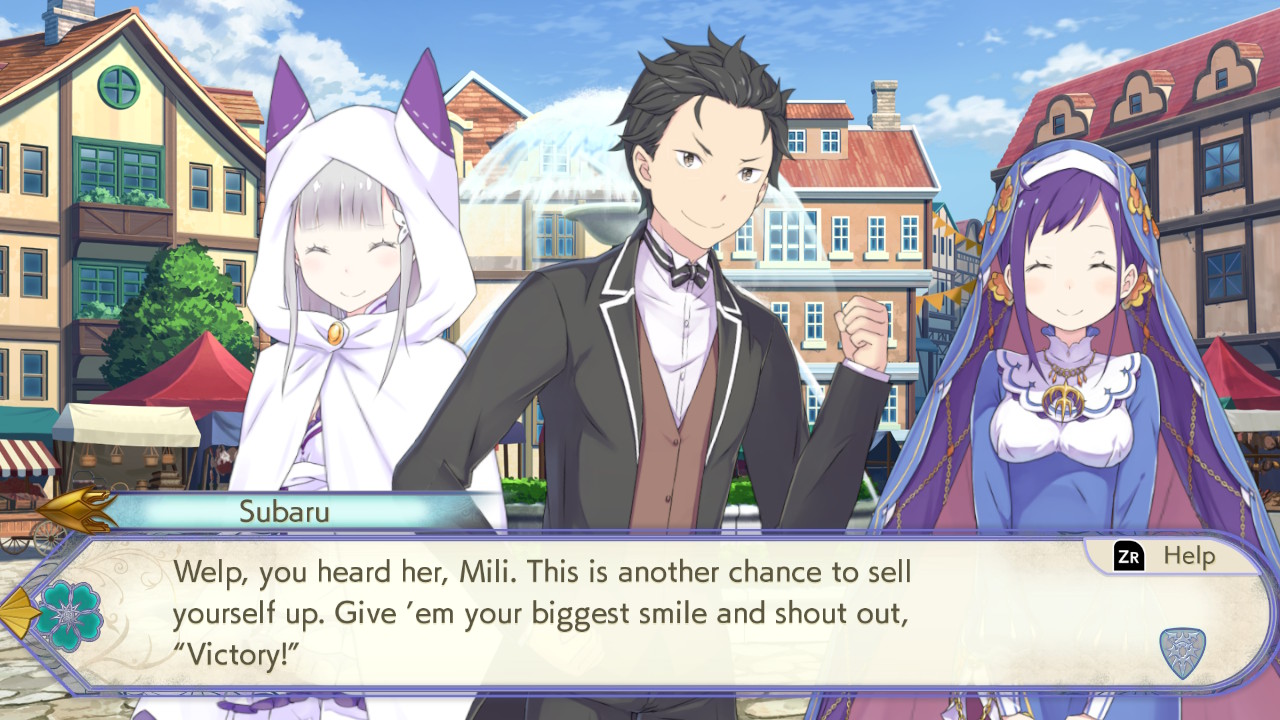 Subaru
ZR Help
Welp, you heard her, Mili. This is another chance to sell
yourself up. Give ’em your biggest smile and shout out,
“Victory!”